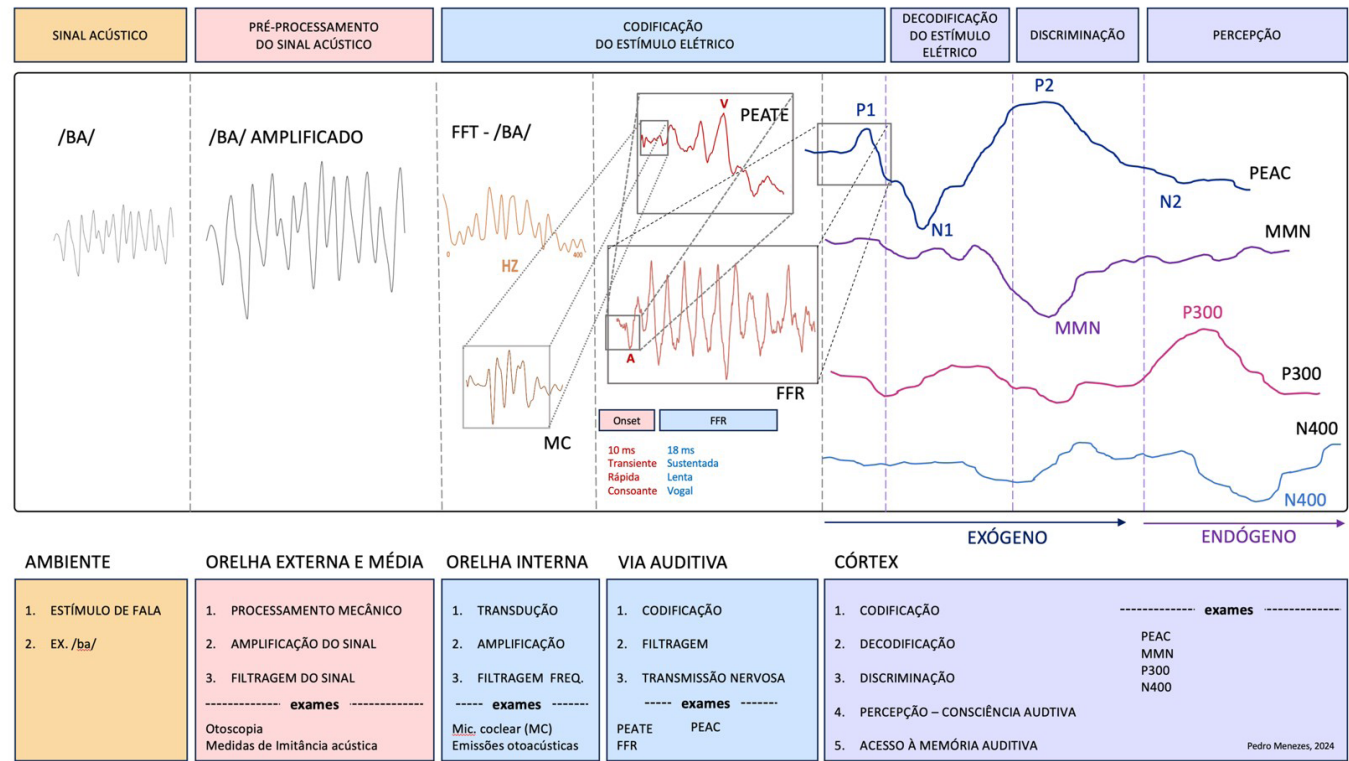 SINAL ACÚSTICO
PRÉ-PROCESSAMENTO
DO SINAL ACÚSTICO
CODIFICAÇÃO
DO ESTÍMULO ELÉTRICO
DECODIFICAÇÃO
DO ESTÍMULO
ELÉTRICO
DISCRIMINAÇÃO
PERCEPÇÃO
/BA/
/BA/ AMPLIFICADO
FFT - /BA/
0
HZ
400
MC
V
PEATE
A
FFR
Onset
FFR
10 ms
Transiente
Rápida
Consoante
18 ms
Sustentada
Lenta
Vogal
P1
P2
N1
N2
PEAC
MMN
MMN
P300
P300
N400
N400
EXÓGENO
ENDÓGENO
AMBIENTE
1. ESTÍMULO DE FALA
2. EX. /ba/
ORELHA EXTERNA E MÉDIA
1. PROCESSAMENTO MECÂNICO
2. AMPLIFICAÇÃO DO SINAL
3. FILTRAGEM DO SINAL
exames
Otoscopia
Medidas de Imitância acústica
ORELHA INTERNA
1. TRANSDUÇÃO
2. AMPLIFICAÇÃO
3. FILTRAGEM FREQ.
exames
Mic. coclear (MC)
Emissões otoacústicas
VIA AUDITIVA
1. CODIFICAÇÃO
2. FILTRAGEM
3. TRANSMISSÃO NERVOSA
exames
PEATE PEAC
FFR
CÓRTEX
1. CODIFICAÇÃO
2. DECODIFICAÇÃO
3. DISCRIMINAÇÃO
4. PERCEPÇÃO – CONSCIÊNCIA AUDTIVA
5. ACESSO À MEMÓRIA AUDITIVA
exames
PEAC
MMN
P300
N400
Pedro Menezes, 2024